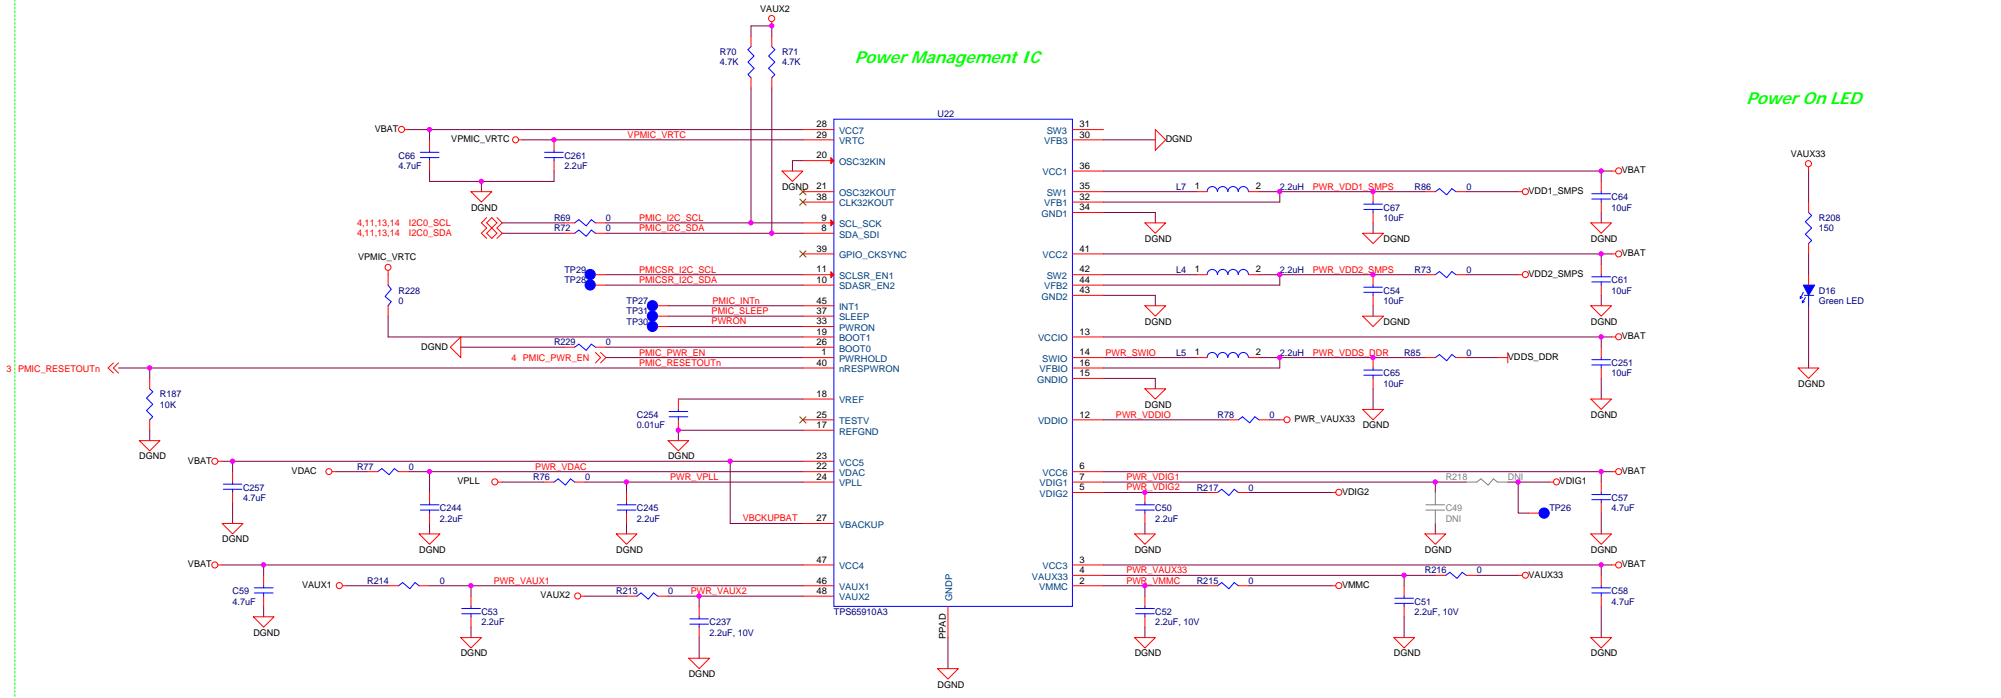 VAUX2
R70
4.7K
R71
4.7K
Power Management IC
Power On LED
U22
VBAT
28
VCC7
VPMIC_VRTC
VPMIC_VRTC
29
VRTC
C66
4.7uF
C261
2.2uF
DGND
20
OSC32KIN
DGND
21
OSC32KOUT
38
CLK32KOUT
4,11,13,14 I2C0_SCL
R69
0
PMIC_I2C_SCL
9
SCL_SCK
4,11,13,14 I2C0_SDA
R72
0
PMIC_I2C_SDA
8
SDA_SDI
39
GPIO_CKSYNC
VPMIC_VRTC
R228
0
TP29
PMICSR_I2C_SCL
11
SCLSR_EN1
TP28
PMICSR_I2C_SDA
10
SDASR_EN2
TP27
PMIC_INTn
45
INT1
TP31
PMIC_SLEEP
37
SLEEP
TP30
PWRON
33
PWRON
19
BOOT1
DGND
R229
0
26
BOOT0
4 PMIC_PWR_EN
PMIC_PWR_EN
1
PWRHOLD
3 PMIC_RESETOUTn
PMIC_RESETOUTn
40
nRESPWRON
R187
10K
DGND
18
VREF
C254
0.01uF
25
TESTV
17
REFGND
DGND
VBAT
23
VCC5
VDAC
R77
0
PWR_VDAC
22
VDAC
VPLL
R76
0
PWR_VPLL
24
VPLL
C257
4.7uF
C244
2.2uF
C245
2.2uF
VBCKUPBAT
27
VBACKUP
DGND
DGND
DGND
VBAT
47
VCC4
VAUX1
R214
0
PWR_VAUX1
46
VAUX1
VAUX2
R213
0
PWR_VAUX2
48
VAUX2
C59
4.7uF
C53
2.2uF
C237
2.2uF, 10V
DGND
DGND
DGND
TPS65910A3
GNDP
PPAD
DGND
SW3
31
VFB3
30
DGND
VCC1
36
VBAT
SW1
35
L7
1
2
2.2uH
PWR_VDD1_SMPS
R86
0
VDD1_SMPS
VFB1
32
GND1
34
C67
10uF
C64
10uF
DGND
DGND
DGND
VCC2
41
VBAT
SW2
42
L4
1
2
2.2uH
PWR_VDD2_SMPS
R73
0
VDD2_SMPS
VFB2
44
GND2
43
C54
10uF
C61
10uF
DGND
DGND
DGND
VCCIO
13
VBAT
SWIO
14
PWR_SWIO
L5
1
2
2.2uH
PWR_VDDS_DDR
R85
0
VDDS_DDR
VFBIO
16
GNDIO
15
C65
10uF
C251
10uF
DGND
DGND
DGND
VDDIO
12
PWR_VDDIO
R78
0
PWR_VAUX33
VCC6
6
VBAT
VDIG1
7
PWR_VDIG1
R218
DNI
VDIG1
VDIG2
5
PWR_VDIG2
R217
0
VDIG2
C50
2.2uF
C49
DNI
TP26
C57
4.7uF
DGND
DGND
DGND
VCC3
3
VBAT
VAUX33
4
PWR_VAUX33
R216
0
VAUX33
VMMC
2
PWR_VMMC
R215
0
VMMC
C52
2.2uF, 10V
C51
2.2uF, 10V
C58
4.7uF
DGND
DGND
DGND
VAUX33
R208
150
D16
Green LED
DGND